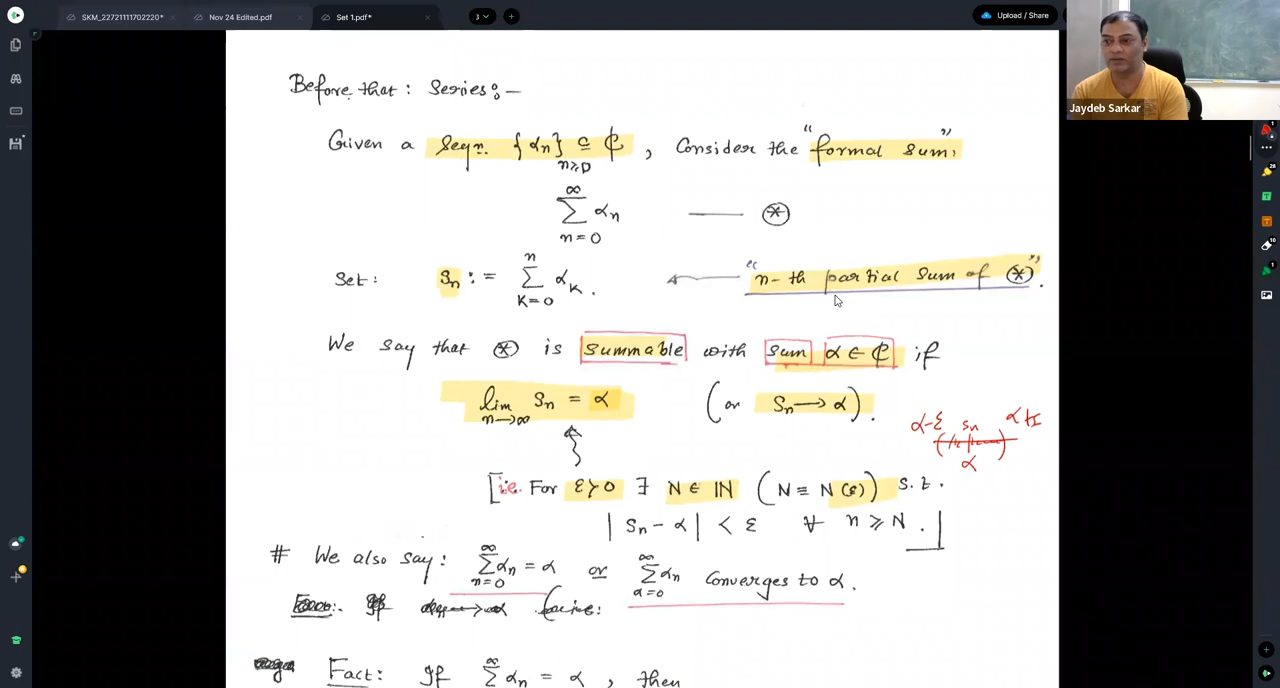 SKM_22721111702220*
Nov 24 Edited.pdf
Set 1.pdf*
3
Upload / Share
Jaydeb Sarkar
Before that: Series:—
Given a seqn. {αn}n≥0 ⊆ ₵, Consider the "formal sum"
∞
∑ αn —— ⊛
n=0
Set: Sn := ∑ αk. ← "n-th partial sum of ⊛".
n
K=0
We say that ⊛ is summable with sum α ∈ ₵ if
lim Sn = α (or Sn → α).
n→∞
α-ε Sn
α
[i.e. For ε>0 ∃ N ∈ ℕ (N ≡ N(ε)) s.t.
|Sn - α| < ε ∀ n ≥ N.]
# We also say: ∑ αn = α or ∑ αn Converges to α.
∞
n=0
∞
α=0
Fact: If ∑ αn = α, then
∞